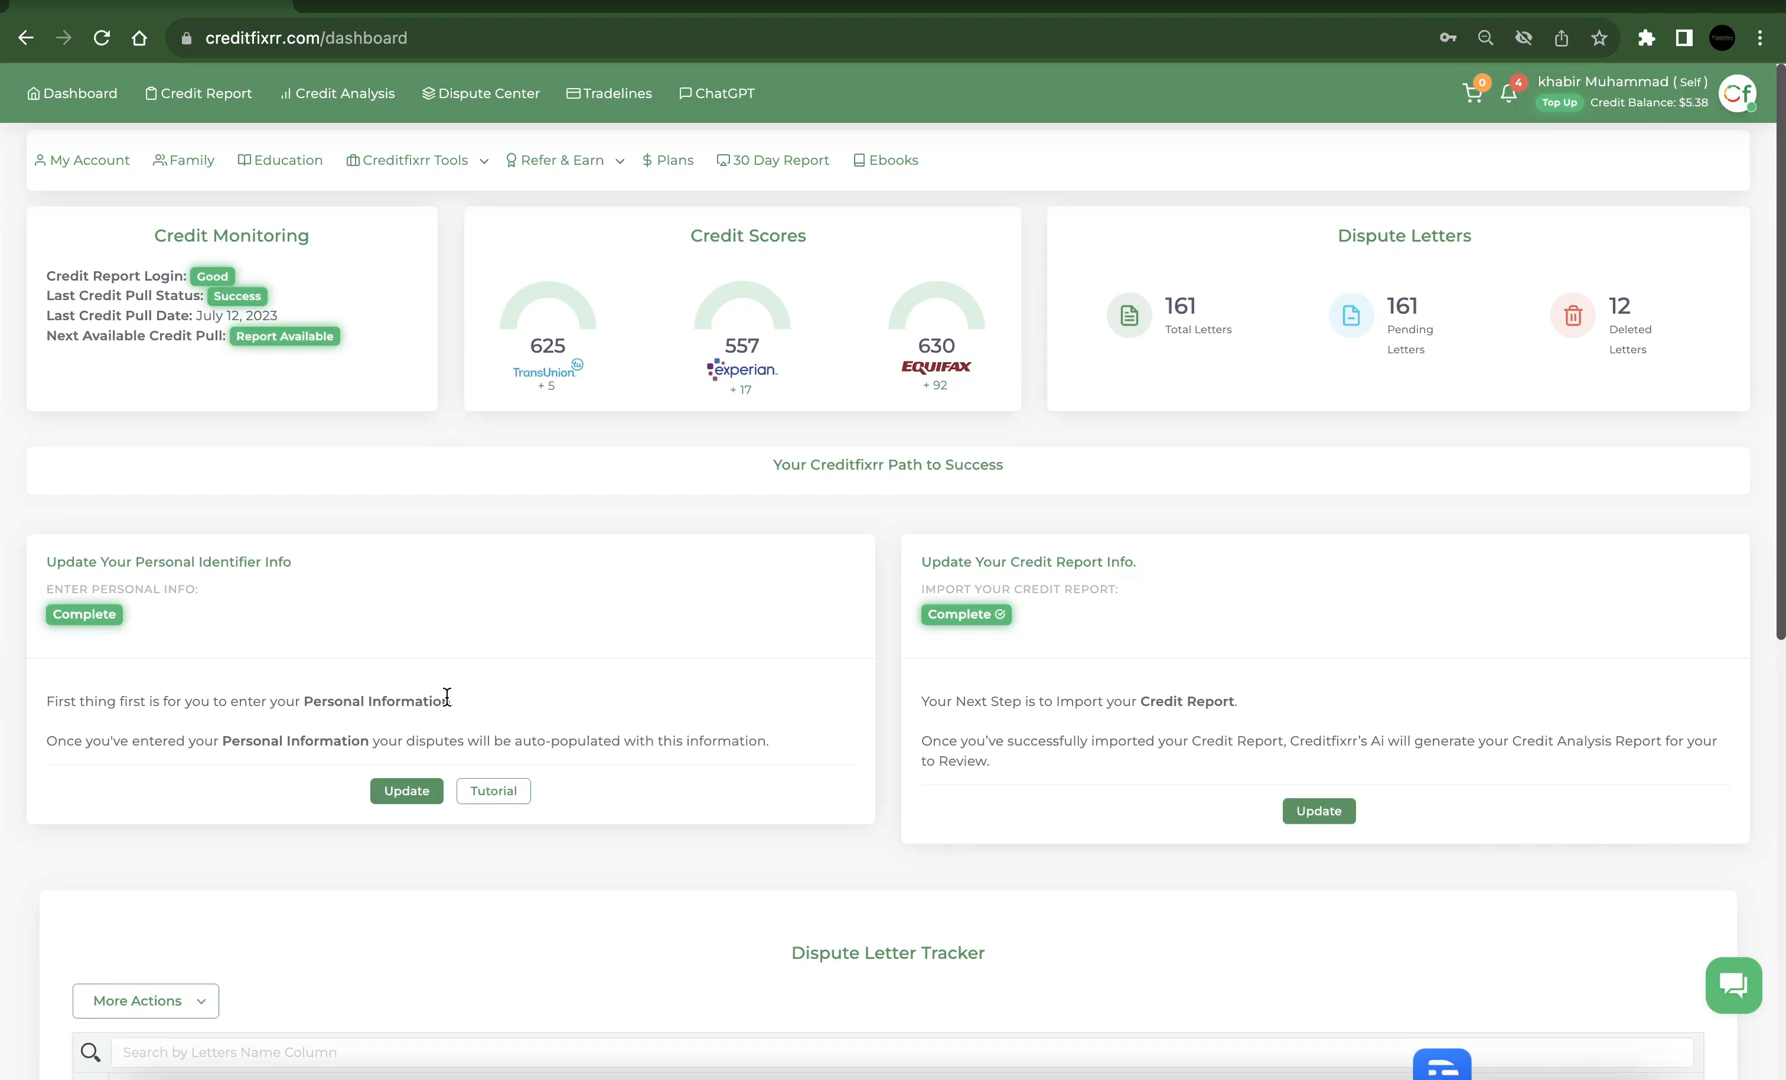 creditfixrr.com/dashboard
Dashboard Credit Report Credit Analysis Dispute Center Tradelines ChatGPT
0 4 khabir Muhammad ( Self )
Top Up Credit Balance: $5.38
My Account Family Education Creditfixrr Tools Refer & Earn Plans 30 Day Report Ebooks
Credit Monitoring
Credit Report Login: Good
Last Credit Pull Status: Success
Last Credit Pull Date: July 12, 2023
Next Available Credit Pull: Report Available
Credit Scores
625 557 630
TransUnion experian. EQUIFAX
+ 5 + 17 + 92
Dispute Letters
161
Total Letters
161
Pending
Letters
12
Deleted
Letters
Your Creditfixrr Path to Success
Update Your Personal Identifier Info
ENTER PERSONAL INFO:
Complete
First thing first is for you to enter your Personal Information
Once you've entered your Personal Information your disputes will be auto-populated with this information.
Update Tutorial
Update Your Credit Report Info.
IMPORT YOUR CREDIT REPORT:
Complete
Your Next Step is to Import your Credit Report.
Once you've successfully imported your Credit Report, Creditfixrr's Ai will generate your Credit Analysis Report for your
to Review.
Update
Dispute Letter Tracker
More Actions
Search by Letters Name Column